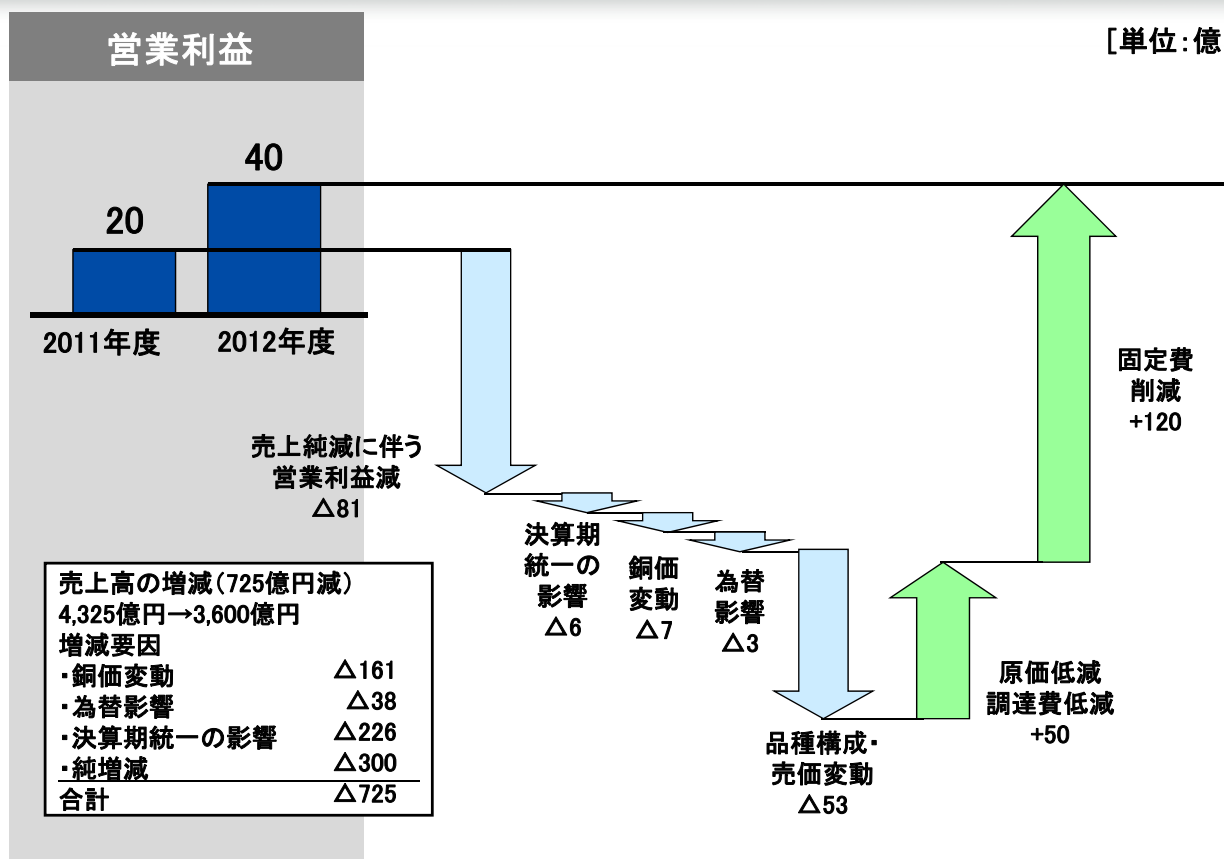 営業利益
[単位:億
40
20
2011年度
2012年度
売上純減に伴う
営業利益減
△81
決算期
統一の
影響
△6
銅価
変動
△7
為替
影響
△3
品種構成・
売価変動
△53
原価低減
調達費低減
+50
固定費
削減
+120
売上高の増減(725億円減)
4,325億円→3,600億円
増減要因
・銅価変動 △161
・為替影響 △38
・決算期統一の影響 △226
・純増減 △300
合計 △725